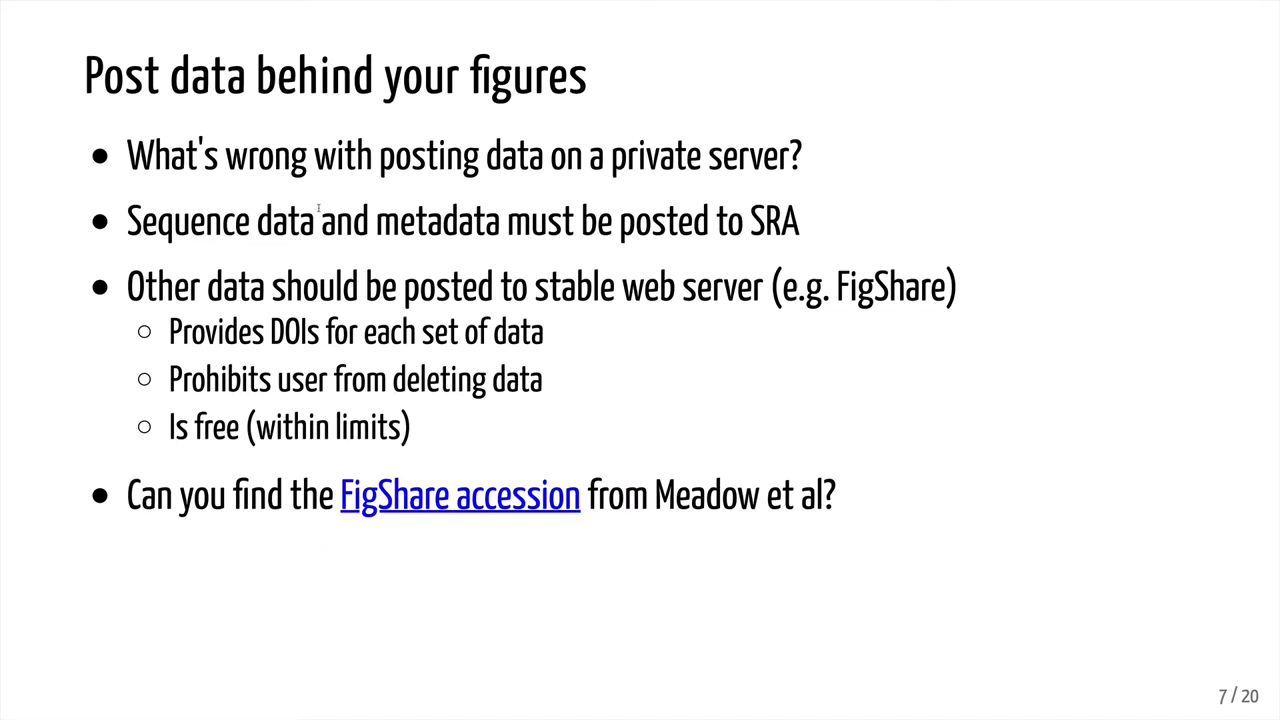 Post data behind your figures
• What's wrong with posting data on a private server?
• Sequence data and metadata must be posted to SRA
• Other data should be posted to stable web server (e.g. FigShare)
○ Provides DOIs for each set of data
○ Prohibits user from deleting data
○ Is free (within limits)
• Can you find the FigShare accession from Meadow et al?
7 / 20